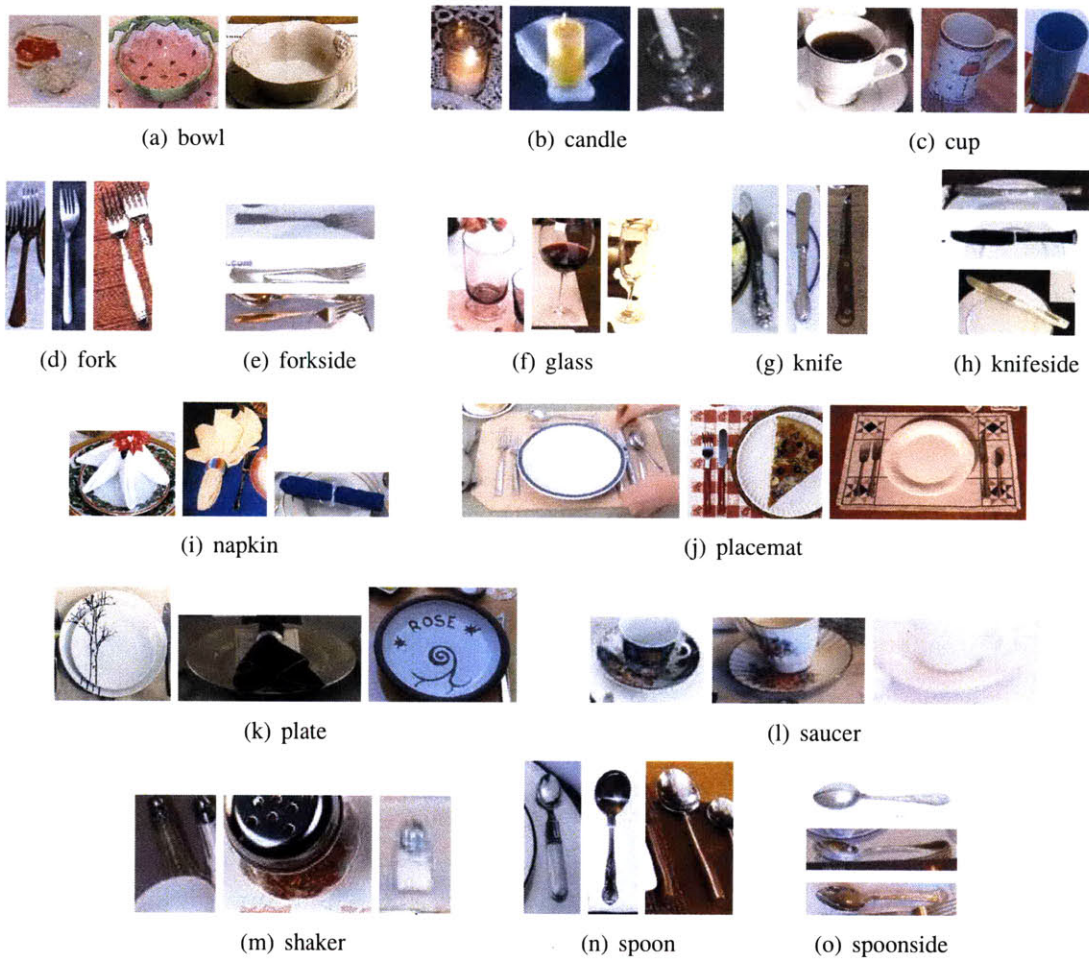 (a) bowl
(b) candle
(c) cup
(d) fork
(e) forkside
(f) glass
(g) knife
(h) knifeside
(i) napkin
(j) placemat
ROSE
(k) plate
(l) saucer
(m) shaker
(n) spoon
(o) spoonside